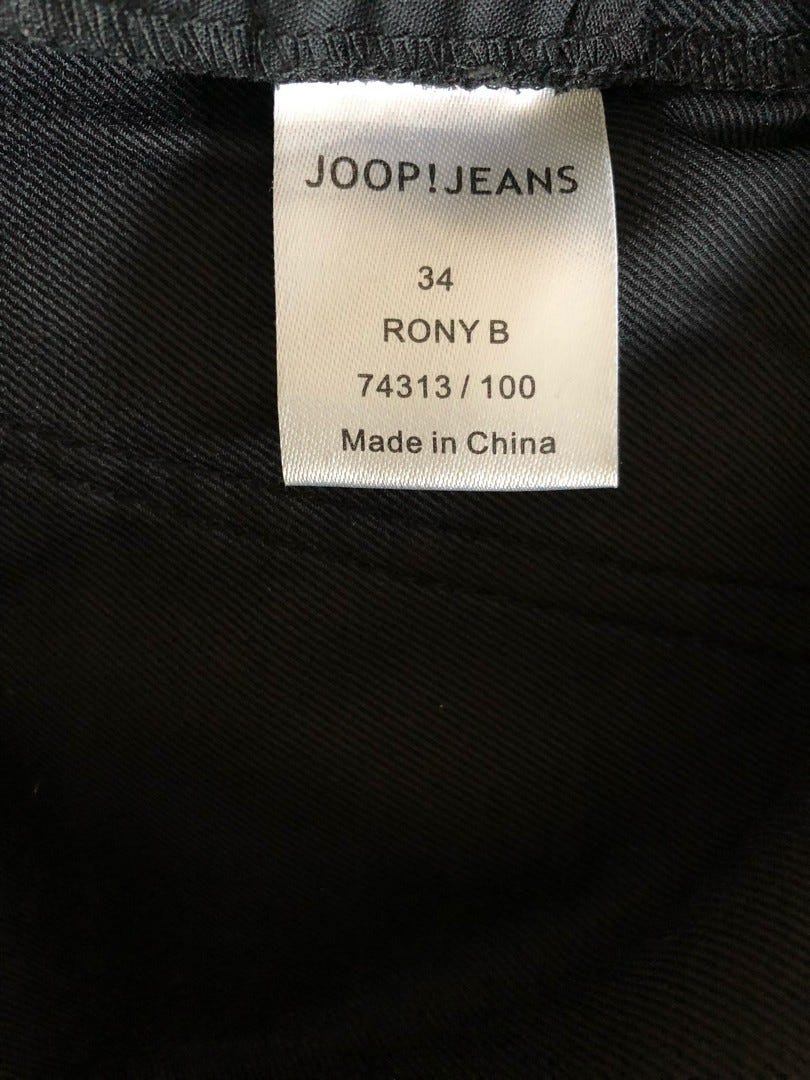 JOOP!JEANS
34
RONY B
74313 / 100
Made in China